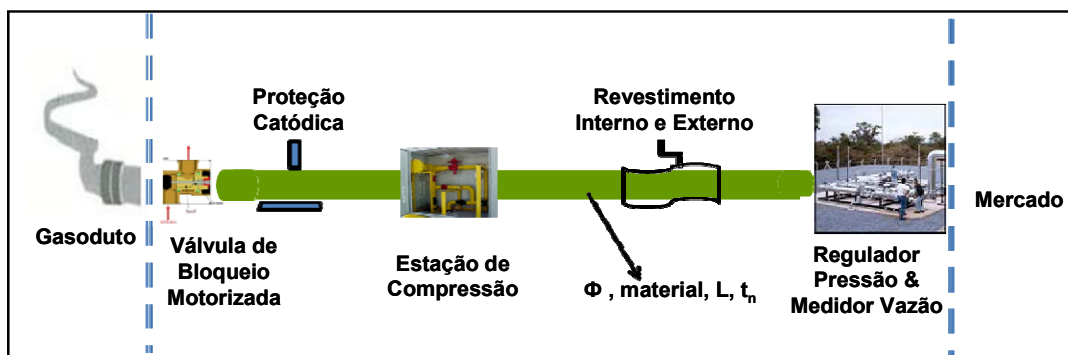 Proteção
Catódica
Revestimento
Interno e Externo
Gasoduto
Válvula de
Bloqueio
Motorizada
Estação de
Compressão
Φ , material, L, tn
Regulador
Pressão &
Medidor Vazão
Mercado